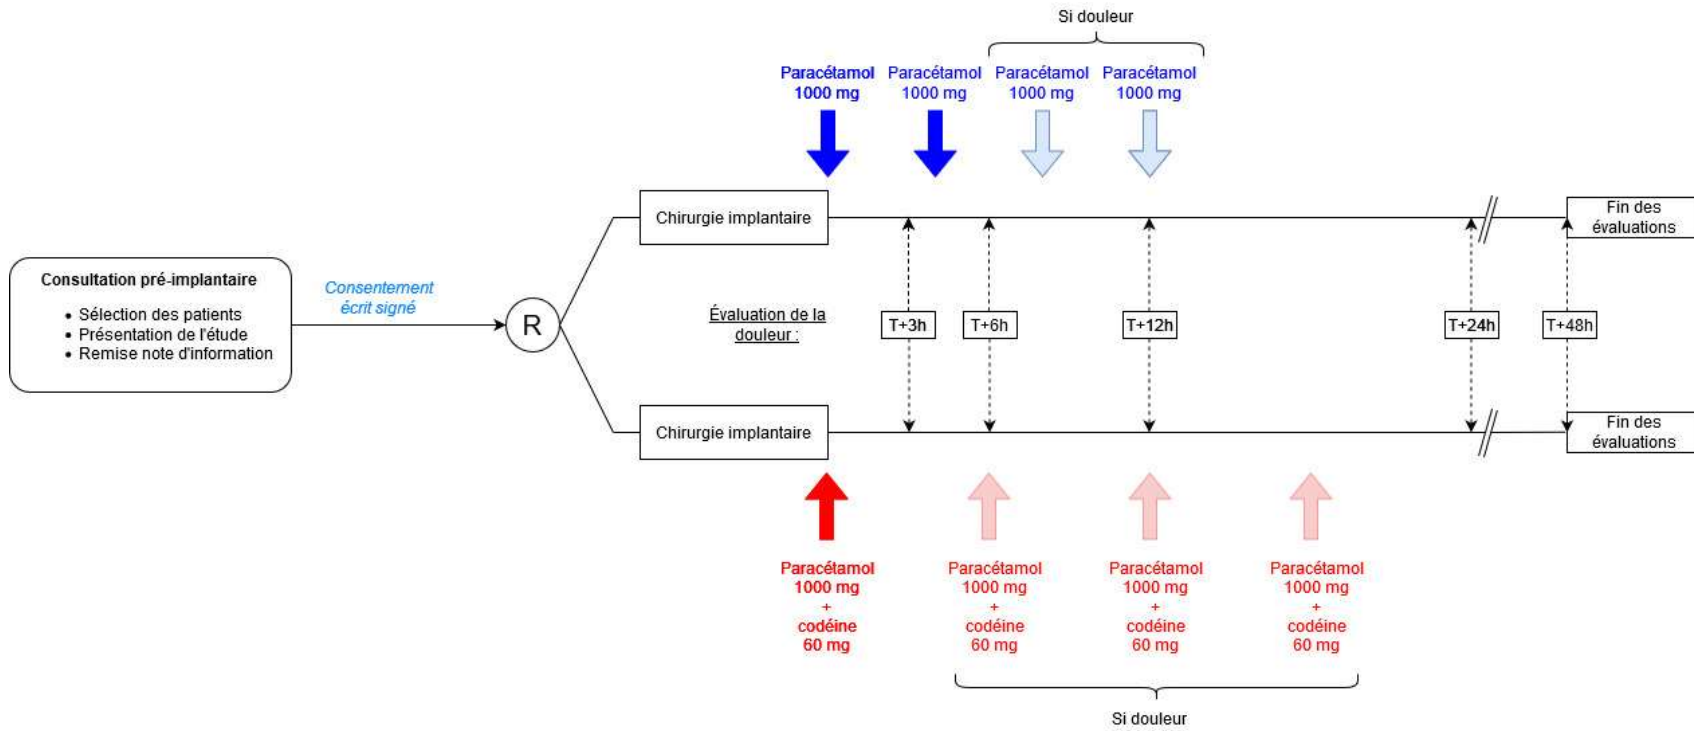 Si douleur
Paracétamol
1000 mg
Paracétamol
1000 mg
Paracétamol
1000 mg
Paracétamol
1000 mg
Consultation pré-implantaire
• Sélection des patients
• Présentation de l'étude
• Remise note d'information
Consentement
écrit signé
R
Chirurgie implantaire
Fin des
évaluations
Évaluation de la
douleur :
T+3h
T+6h
T+12h
T+24h
T+48h
Chirurgie implantaire
Fin des
évaluations
Paracétamol
1000 mg
+
codéine
60 mg
Paracétamol
1000 mg
+
codéine
60 mg
Paracétamol
1000 mg
+
codéine
60 mg
Paracétamol
1000 mg
+
codéine
60 mg
Si douleur